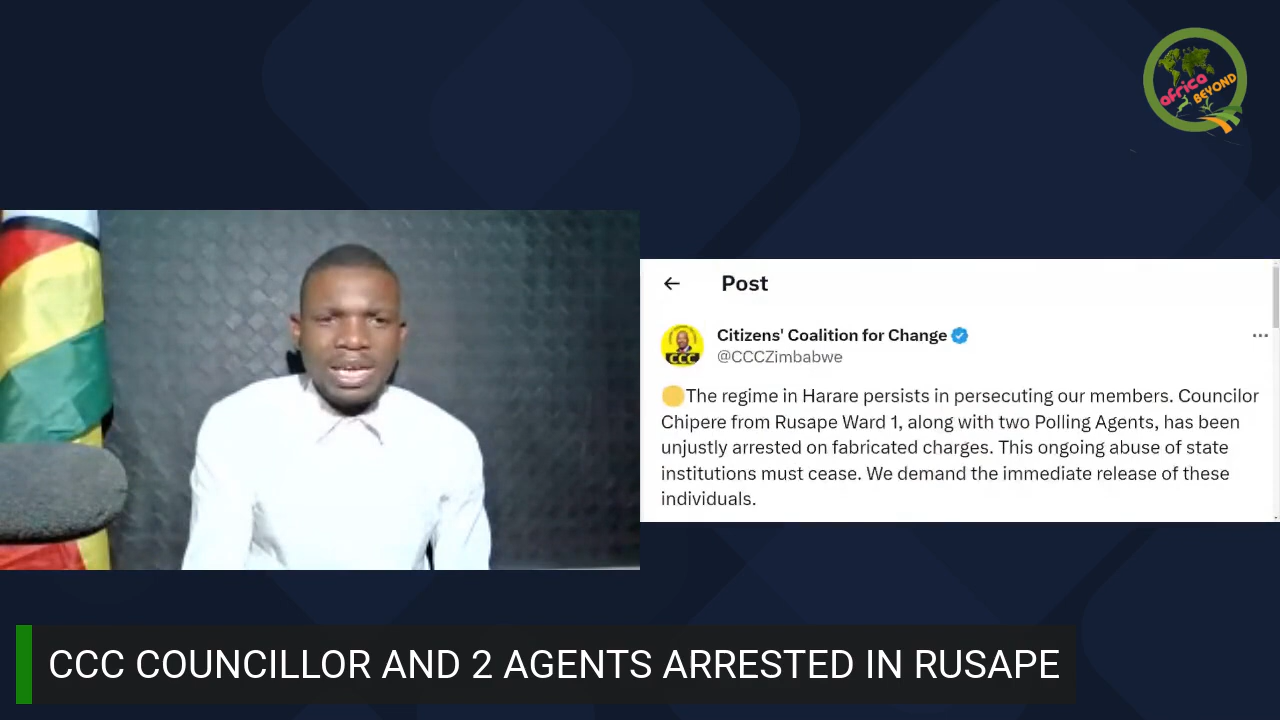 africa
BEYOND
Post
Citizens' Coalition for Change
@CCCZimbabwe
The regime in Harare persists in persecuting our members. Councilor
Chipere from Rusape Ward 1, along with two Polling Agents, has been
unjustly arrested on fabricated charges. This ongoing abuse of state
institutions must cease. We demand the immediate release of these
individuals.
CCC
CCC COUNCILLOR AND 2 AGENTS ARRESTED IN RUSAPE